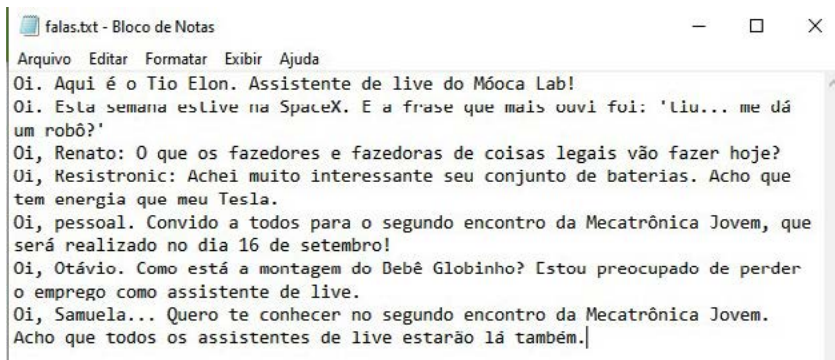 falas.txt - Bloco de Notas
Arquivo Editar Formatar Exibir Ajuda
Oi. Aqui é o Tio Elon. Assistente de live do Móoca Lab!
Oi. Esta semana estive na SpaceX. E a frase que mais ouvi foi: 'Tiu... me dá
um robô?'
Oi, Renato: O que os fazedores e fazedoras de coisas legais vão fazer hoje?
Oi, Resistronic: Achei muito interessante seu conjunto de baterias. Acho que
tem energia que meu Tesla.
Oi, pessoal. Convido a todos para o segundo encontro da Mecatrônica Jovem, que
será realizado no dia 16 de setembro!
Oi, Otávio. Como está a montagem do Bebê Globinho? Estou preocupado de perder
o emprego como assistente de live.
Oi, Samuela... Quero te conhecer no segundo encontro da Mecatrônica Jovem.
Acho que todos os assistentes de live estarão lá também.